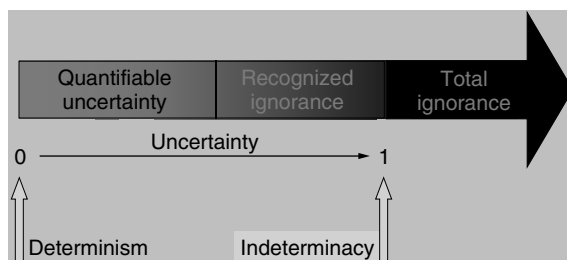 Quantifiable
uncertainty
Recognized
ignorance
Total
ignorance
Uncertainty
0
1
Determinism
Indeterminacy